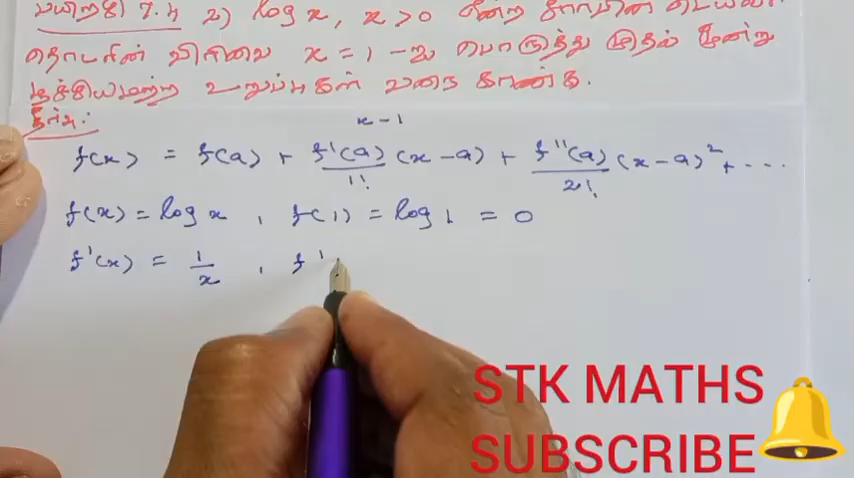 பயிற்சி 7.4 2) log x, x > 0 என்ற சார்பின் டெய்லர்
தொடரின் விரிவை x = 1 -ஐ பொருத்து முதல் மூன்று
பூச்சியமற்ற உறுப்புகள் வரை காண்க.
தீர்வு:
x - 1
f(x) = f(a) + f'(a)/1! (x-a) + f''(a)/2! (x-a)² + ...
f(x) = log x , f(1) = log 1 = 0
f'(x) = 1/x , f'
STK MATHS
SUBSCRIBE